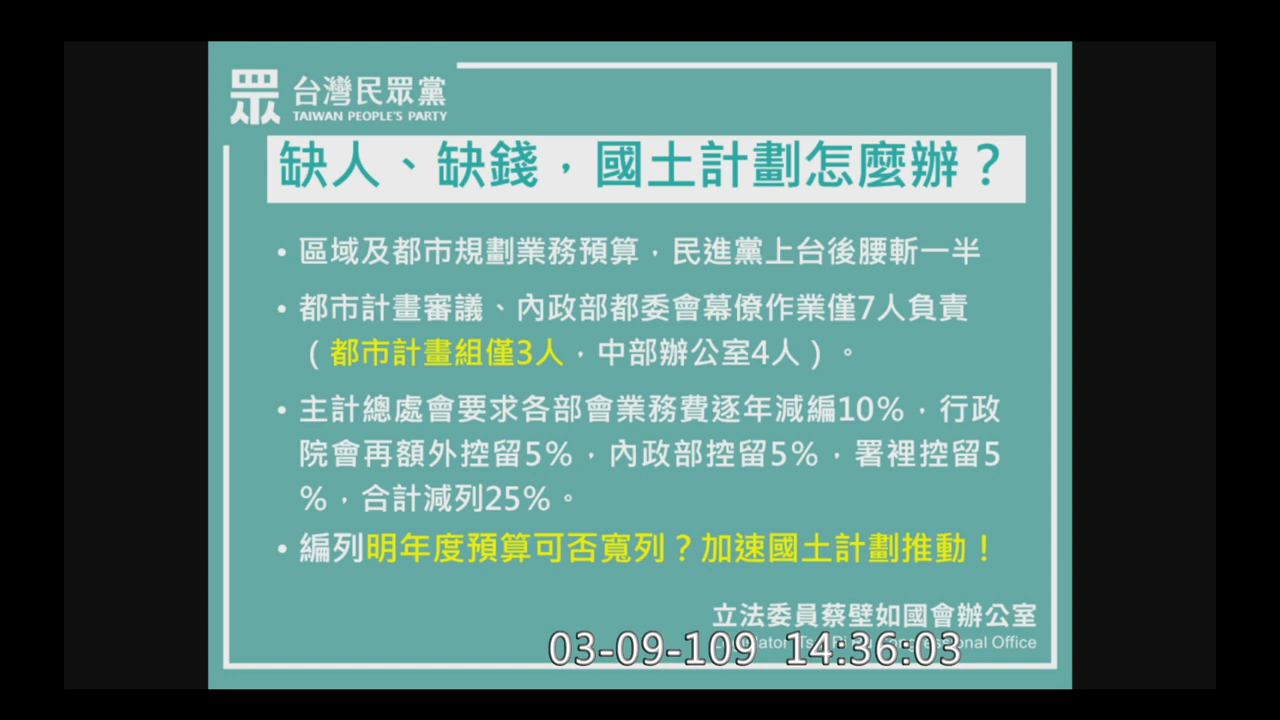 眾 台灣民眾黨
TAIWAN PEOPLE'S PARTY
缺人、缺錢，國土計劃怎麼辦？
• 區域及都市規劃業務預算，民進黨上台後腰斬一半
• 都市計畫審議、內政部都委會幕僚作業僅7人負責
（都市計畫組僅3人，中部辦公室4人）。
• 主計總處會要求各部會業務費逐年減編10%，行政
院會再額外控留5%，內政部控留5%，署裡控留5
%，合計減列25%。
• 編列明年度預算可否寬列？加速國土計劃推動！
立法委員蔡壁如國會辦公室
Office
03-09-109 14:36:03